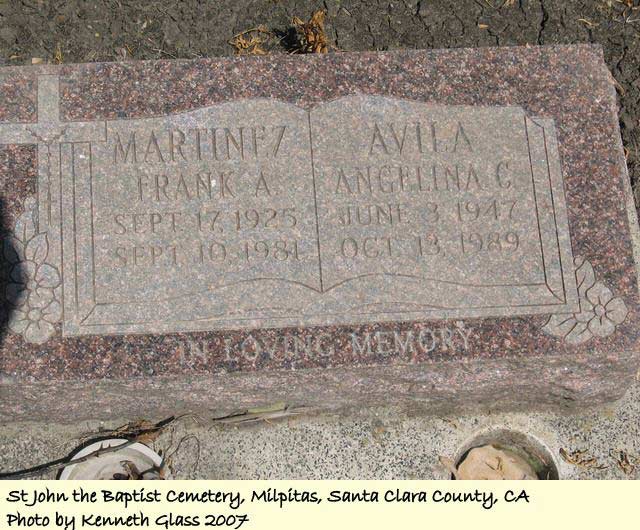 MARTINEZ
FRANK A.
SEPT. 17, 1925
SEPT. 10, 1981
AVILA
ANGELINA C.
JUNE 3, 1947
OCT. 13, 1989
IN LOVING MEMORY
St John the Baptist Cemetery, Milpitas, Santa Clara County, CA
Photo by Kenneth Glass 2007